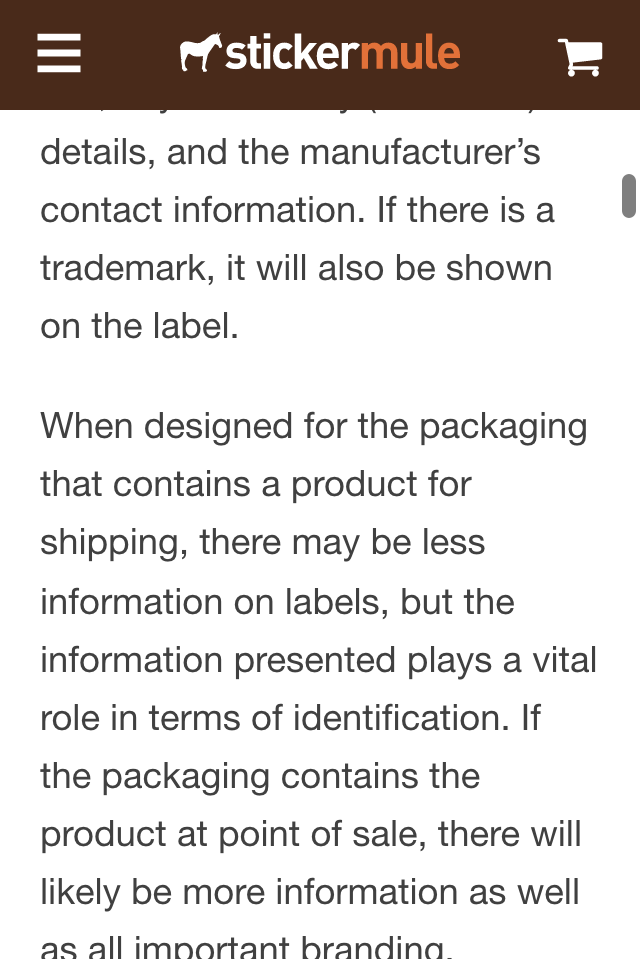 stickermule
details, and the manufacturer’s
contact information. If there is a
trademark, it will also be shown
on the label.
When designed for the packaging
that contains a product for
shipping, there may be less
information on labels, but the
information presented plays a vital
role in terms of identification. If
the packaging contains the
product at point of sale, there will
likely be more information as well
as all important branding.